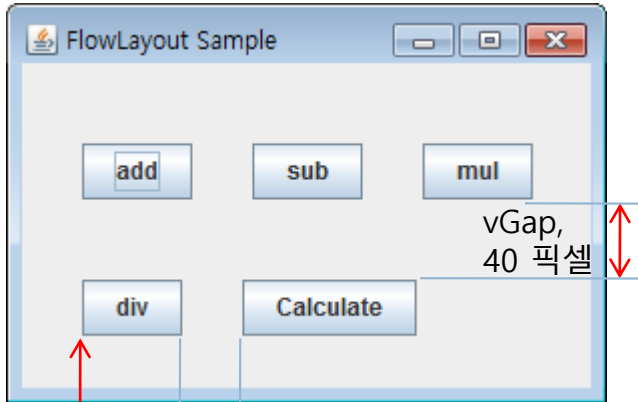 FlowLayout Sample
add
sub
mul
vGap,
40 픽셀
div
Calculate